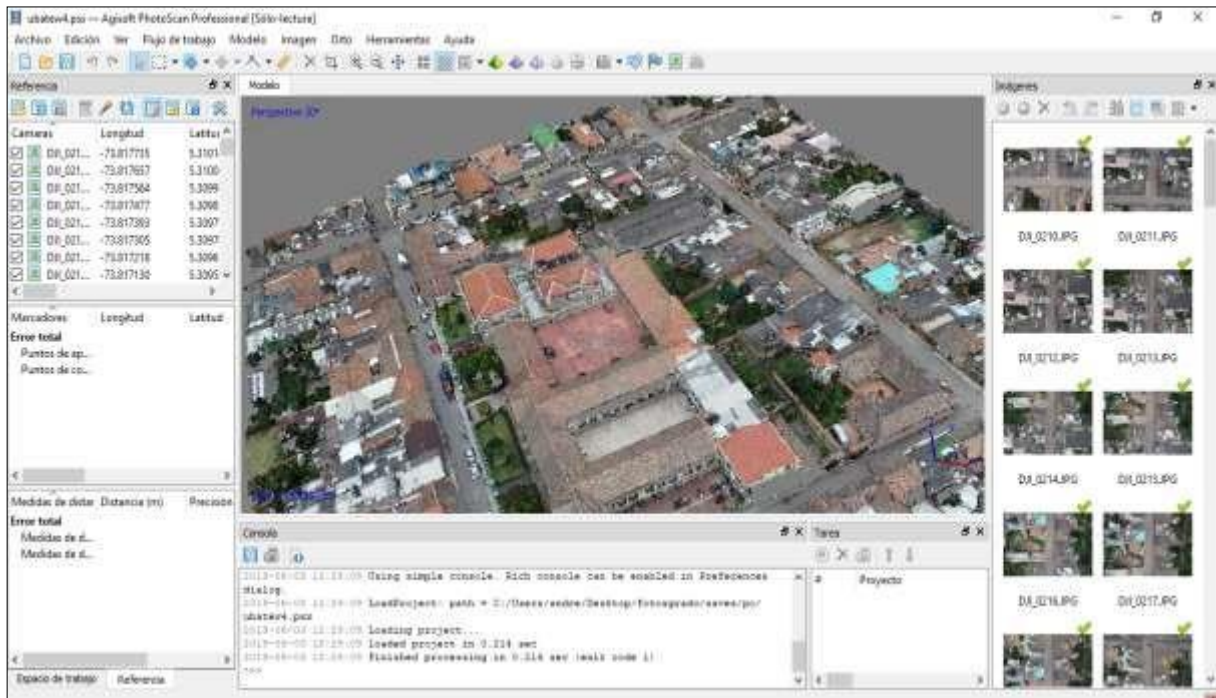 ubatew4.psx — Agisoft PhotoScan Professional [Sólo-lectura]
Archivo Edición Ver Flujo de trabajo Modelo Imagen Orto Herramientas Ayuda
Referencia
Cámaras Longitud Latitu
DJI_021... -73.817735 5.3101
DJI_021... -73.817657 5.3100
DJI_021... -73.817564 5.3099
DJI_021... -73.817477 5.3098
DJI_021... -73.817393 5.3097
DJI_021... -73.817305 5.3097
DJI_021... -73.817218 5.3096
DJI_021... -73.817130 5.3095
Marcadores Longitud Latitud
Error total
Puntos de ap...
Puntos de co...
Medidas de distar Distancia (m) Precisión
Error total
Medidas de d...
Medidas de d...
Espacio de trabajo Referencia
Modelo
Perspectiva 30°
Consola
Using simple console. Rich console can be enabled in Preferences
dialog.
LoadProject: path = C:/Users/andre/Desktop/fotosgrado/saves/po/
ubatew4.psx
Loading project...
loaded project in 0.214 sec
Finished processing in 0.214 sec (exit code 1)
>>>
Tarea
# Proyecto
Imágenes
DJI_0210.JPG DJI_0211.JPG
DJI_0212.JPG DJI_0213.JPG
DJI_0214.JPG DJI_0215.JPG
DJI_0216.JPG DJI_0217.JPG